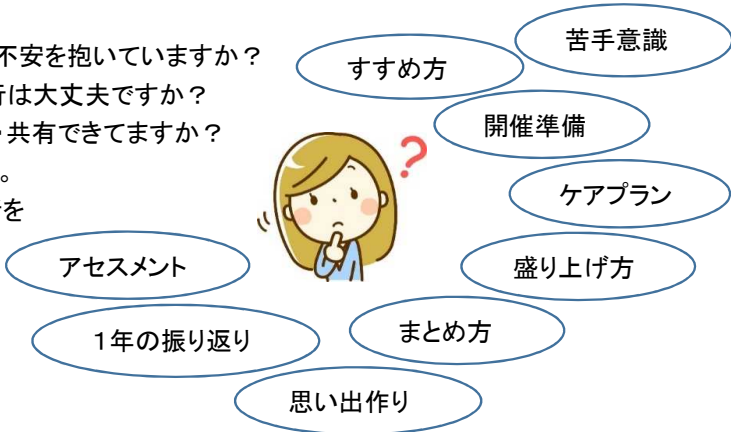 不安を抱いていますか？
行は大丈夫ですか？
・共有できてますか？
。
を
苦手意識
すすめ方
開催準備
ケアプラン
アセスメント
盛り上げ方
１年の振り返り
まとめ方
思い出作り
?